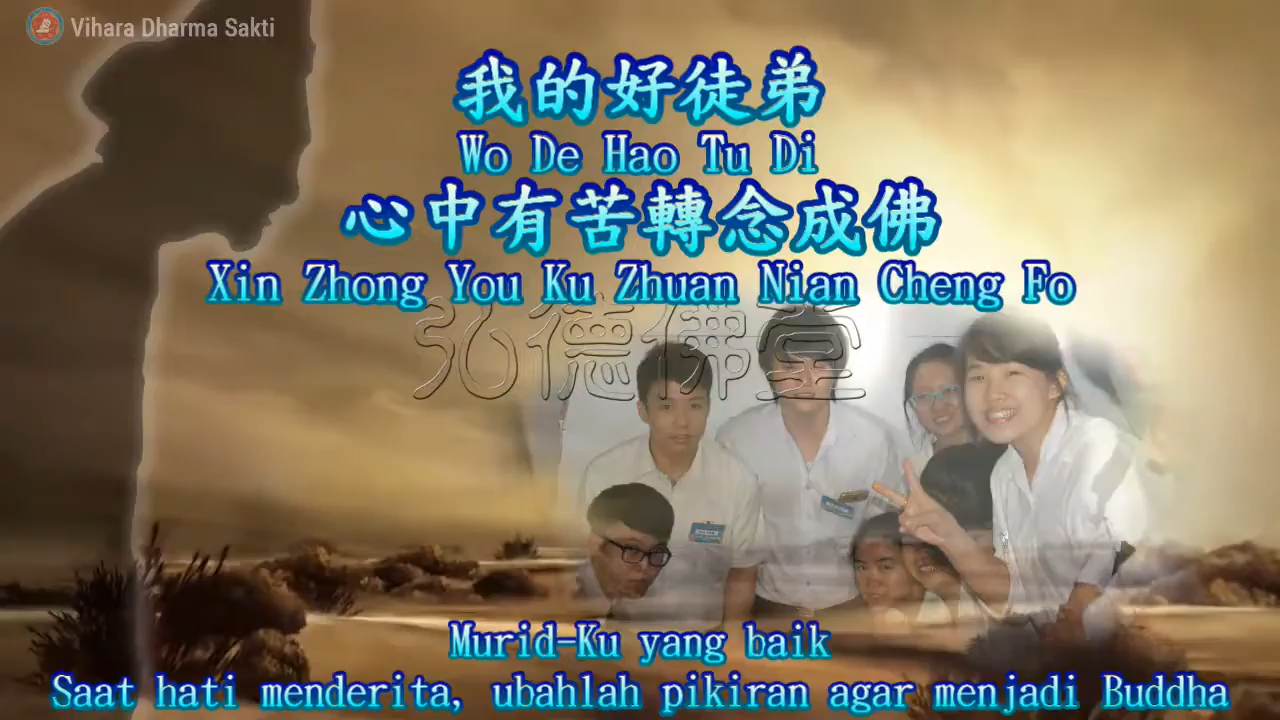 Vihara Dharma Sakti
我的好徒弟
Wo De Hao Tu Di
心中有苦轉念成佛
Xin Zhong You Ku Zhuan Nian Cheng Fo
弘德佛堂
Murid-Ku yang baik
Saat hati menderita, ubahlah pikiran agar menjadi Buddha